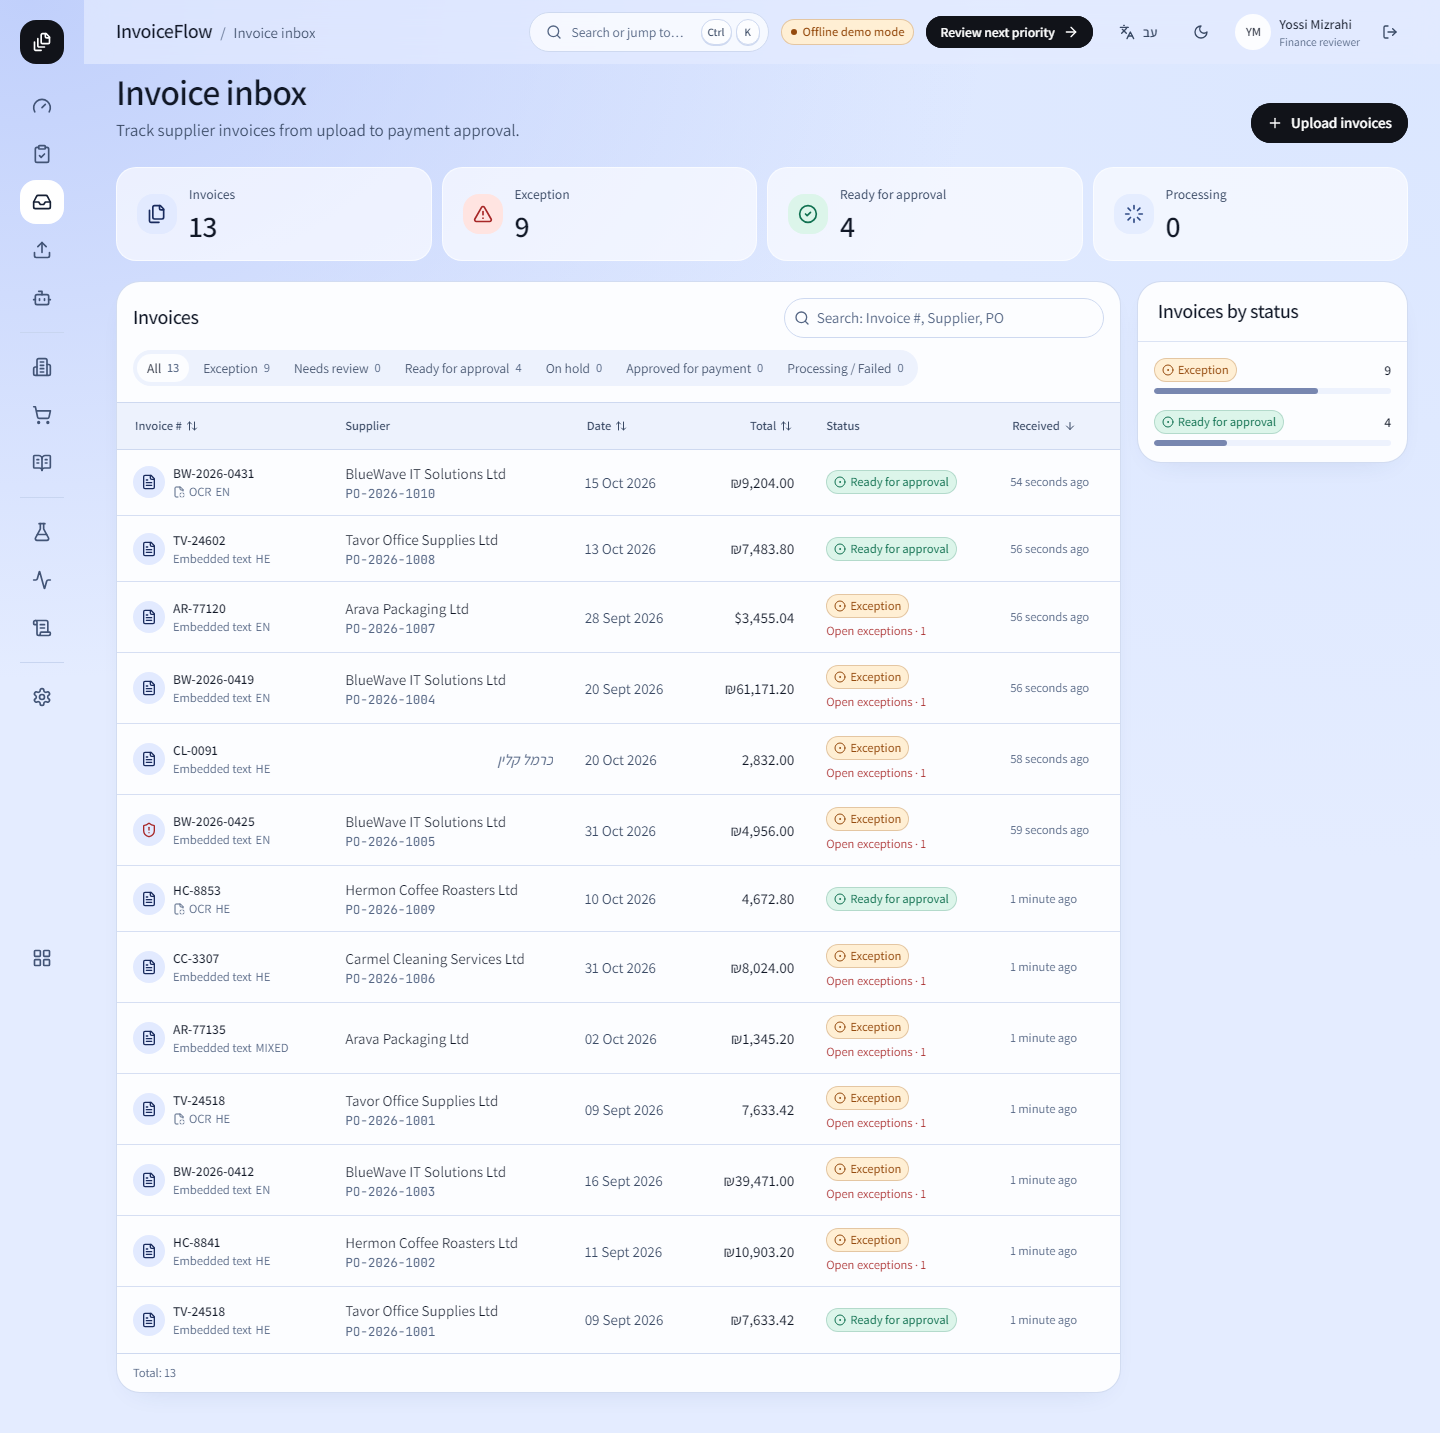 InvoiceFlow / Invoice inbox
Search or jump to… Ctrl K
Offline demo mode
Review next priority
עב
YM
Yossi Mizrahi
Finance reviewer
Invoice inbox
Track supplier invoices from upload to payment approval.
Upload invoices
Invoices
13
Exception
9
Ready for approval
4
Processing
0
Invoices
Search: Invoice #, Supplier, PO
All 13 Exception 9 Needs review 0 Ready for approval 4 On hold 0 Approved for payment 0 Processing / Failed 0
Invoice # Supplier Date Total Status Received
BW-2026-0431 BlueWave IT Solutions Ltd 15 Oct 2026 ₪9,204.00 Ready for approval 54 seconds ago
OCR EN PO-2026-1010
TV-24602 Tavor Office Supplies Ltd 13 Oct 2026 ₪7,483.80 Ready for approval 56 seconds ago
Embedded text HE PO-2026-1008
AR-77120 Arava Packaging Ltd 28 Sept 2026 $3,455.04 Exception 56 seconds ago
Embedded text EN PO-2026-1007 Open exceptions · 1
BW-2026-0419 BlueWave IT Solutions Ltd 20 Sept 2026 ₪61,171.20 Exception 56 seconds ago
Embedded text EN PO-2026-1004 Open exceptions · 1
CL-0091 כרמל קלין 20 Oct 2026 2,832.00 Exception 58 seconds ago
Embedded text HE Open exceptions · 1
BW-2026-0425 BlueWave IT Solutions Ltd 31 Oct 2026 ₪4,956.00 Exception 59 seconds ago
Embedded text EN PO-2026-1005 Open exceptions · 1
HC-8853 Hermon Coffee Roasters Ltd 10 Oct 2026 4,672.80 Ready for approval 1 minute ago
OCR HE PO-2026-1009
CC-3307 Carmel Cleaning Services Ltd 31 Oct 2026 ₪8,024.00 Exception 1 minute ago
Embedded text HE PO-2026-1006 Open exceptions · 1
AR-77135 Arava Packaging Ltd 02 Oct 2026 ₪1,345.20 Exception 1 minute ago
Embedded text MIXED Open exceptions · 1
TV-24518 Tavor Office Supplies Ltd 09 Sept 2026 7,633.42 Exception 1 minute ago
OCR HE PO-2026-1001 Open exceptions · 1
BW-2026-0412 BlueWave IT Solutions Ltd 16 Sept 2026 ₪39,471.00 Exception 1 minute ago
Embedded text EN PO-2026-1003 Open exceptions · 1
HC-8841 Hermon Coffee Roasters Ltd 11 Sept 2026 ₪10,903.20 Exception 1 minute ago
Embedded text HE PO-2026-1002 Open exceptions · 1
TV-24518 Tavor Office Supplies Ltd 09 Sept 2026 ₪7,633.42 Ready for approval 1 minute ago
Embedded text HE PO-2026-1001
Total: 13
Invoices by status
Exception 9
Ready for approval 4